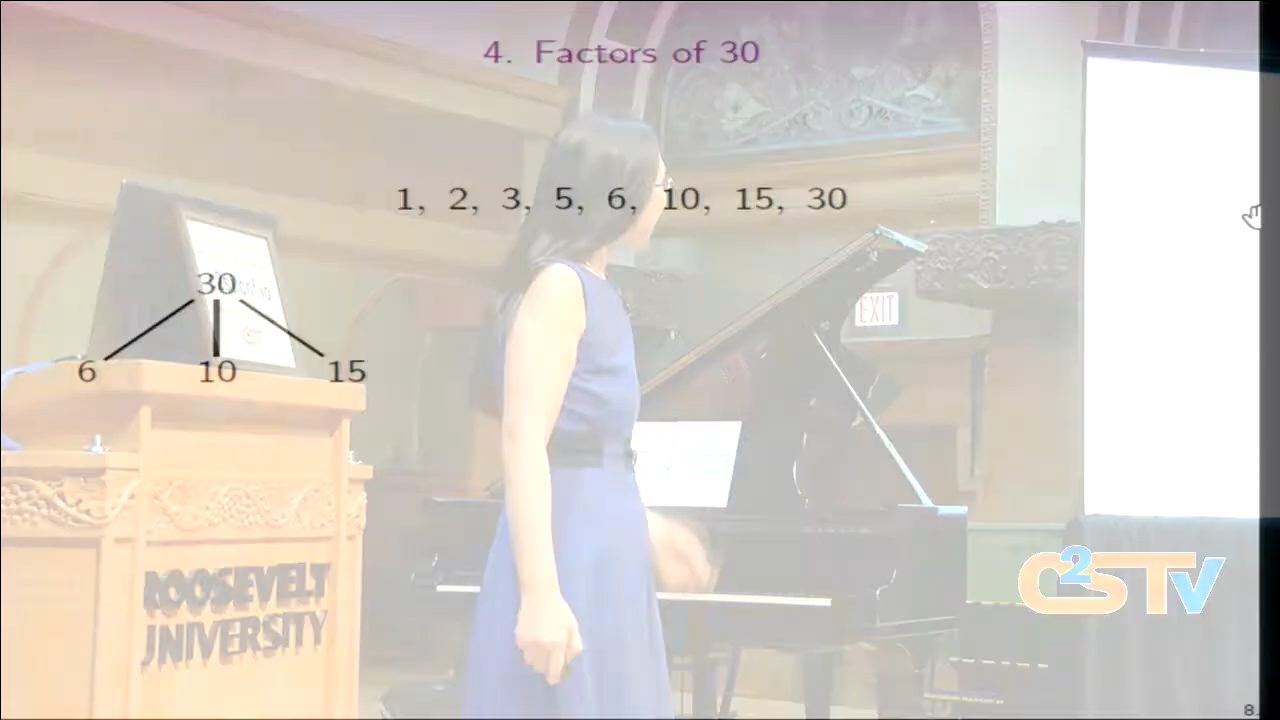 4. Factors of 30
1, 2, 3, 5, 6, 10, 15, 30
30
6 10 15
EXIT
ROOSEVELT
UNIVERSITY
C2STV
8